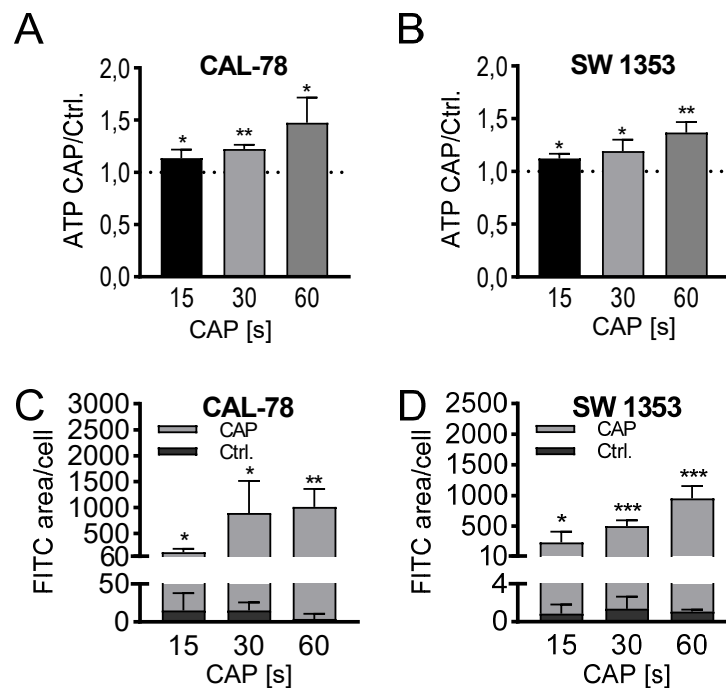 A
CAL-78
ATP CAP/Ctrl.
2,0
1,5
1,0
0,5
0,0
*
**
*
15 30 60
CAP [s]
B
SW 1353
ATP CAP/Ctrl.
2,0
1,5
1,0
0,5
0,0
*
*
**
15 30 60
CAP [s]
C
CAL-78
FITC area/cell
3000
2500
2000
1500
1000
500
60
50
0
CAP
Ctrl.
*
*
**
15 30 60
CAP [s]
D
SW 1353
FITC area/cell
2500
2000
1500
1000
500
10
4
0
CAP
Ctrl.
*
***
***
15 30 60
CAP [s]